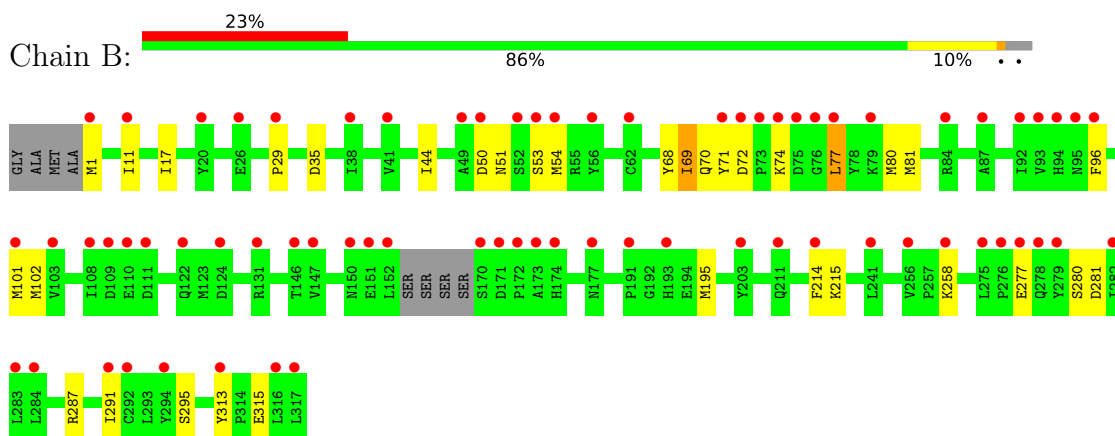 23%
Chain B:
86% 10% • •
GLY ALA MET ALA M1 I11 I17 Y20 E26 P29 D35 I38 V41 I44 A49 D50 N51 S52 S53 M54 R55 Y56 C62 Y68 I69 Q70 Y71 D72 P73 K74 D75 G76 L77 Y78 K79 M80 M81 R84 A87 I92 V93 H94 N95 F96
M101 M102 V103 I108 D109 E110 D111 Q122 M123 D124 R131 T146 V147 N150 E151 L152 SER SER SER SER S170 D171 P172 A173 H174 N177 P191 G192 H193 E194 M195 Y203 Q211 F214 K215 L241 V256 P257 K258 L275 P276 E277 Q278 Y279 S280 D281 I282
L283 L284 R287 I291 C292 L293 Y294 S295 Y313 P314 E315 L316 L317